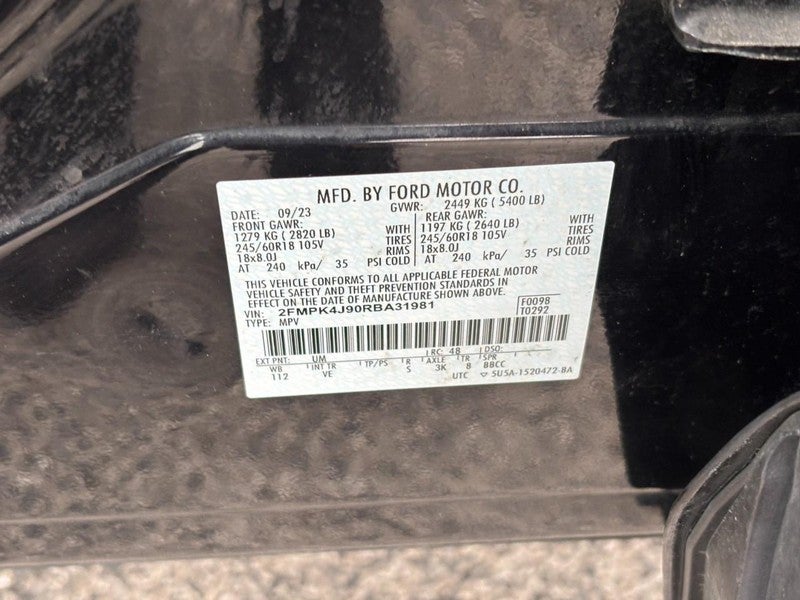 MFD. BY FORD MOTOR CO.
DATE: 09/23 GVWR: 2449 KG ( 5400 LB)
FRONT GAWR: REAR GAWR:
1279 KG ( 2820 LB) WITH 1197 KG ( 2640 LB) WITH
245/60R18 105V TIRES 245/60R18 105V TIRES
18x8.0J RIMS 18x8.0J RIMS
AT 240 kPa/ 35 PSI COLD AT 240 kPa/ 35 PSI COLD
THIS VEHICLE CONFORMS TO ALL APPLICABLE FEDERAL MOTOR
VEHICLE SAFETY AND THEFT PREVENTION STANDARDS IN
EFFECT ON THE DATE OF MANUFACTURE SHOWN ABOVE.
VIN: 2FMPK4J90RBA31981 F0098
TYPE: MPV T0292
EXT PNT: UM RC: 48 DSO:
WB INT TR TP/PS R AXLE TR SPR
112 VE S 3K 8 BBCC
UTC ▽ 5U5A-1520472-BA